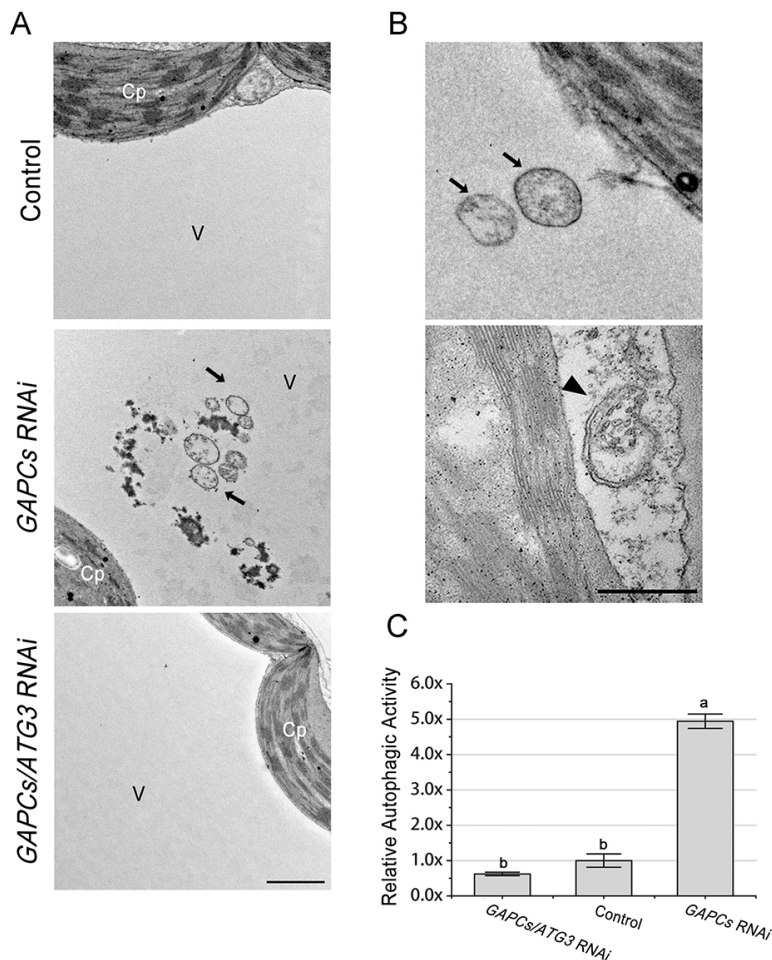 A
Control
Cp
V
GAPCs RNAi
V
Cp
GAPCs/ATG3 RNAi
Cp
V
B
C
Relative Autophagic Activity
6.0x
5.0x
4.0x
3.0x
2.0x
1.0x
0.0x
b
b
a
GAPCs/ATG3 RNAi
Control
GAPCs RNAi